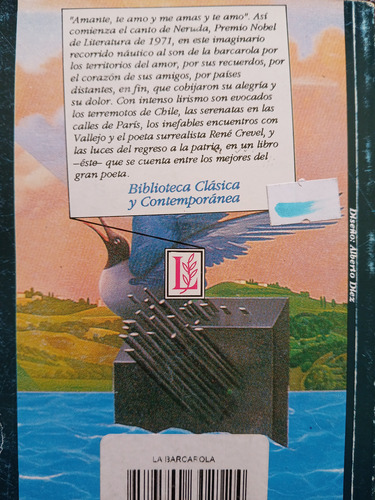 "Amante, te amo y me amas y te amo". Así
comienza el canto de Neruda, Premio Nobel
de Literatura de 1971, en este imaginario
recorrido náutico al son de la barcarola por
los territorios del amor, por sus recuerdos, por
el corazón de sus amigos, por países
distantes, en fin, que cobijaron su alegría y
su dolor. Con intenso lirismo son evocados
los terremotos de Chile, las serenatas en las
calles de París, los inefables encuentros con
Vallejo y el poeta surrealista René Crevel, y
las luces del regreso a la patria, en un libro
–éste– que se cuenta entre los mejores del
gran poeta.
Biblioteca Clásica
y Contemporánea
Diseño: Alberto Díez
L
LA BARCAROLA